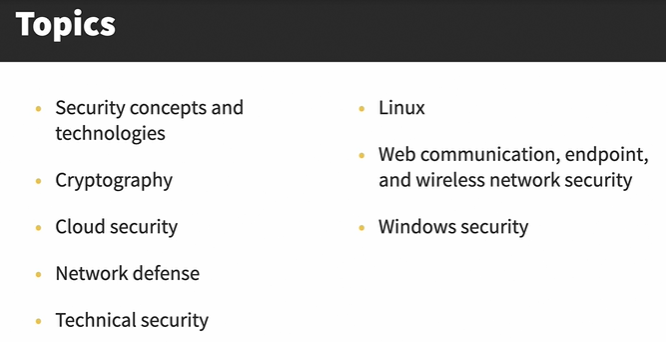 Topics
• Security concepts and
technologies
• Cryptography
• Cloud security
• Network defense
• Technical security
• Linux
• Web communication, endpoint,
and wireless network security
• Windows security